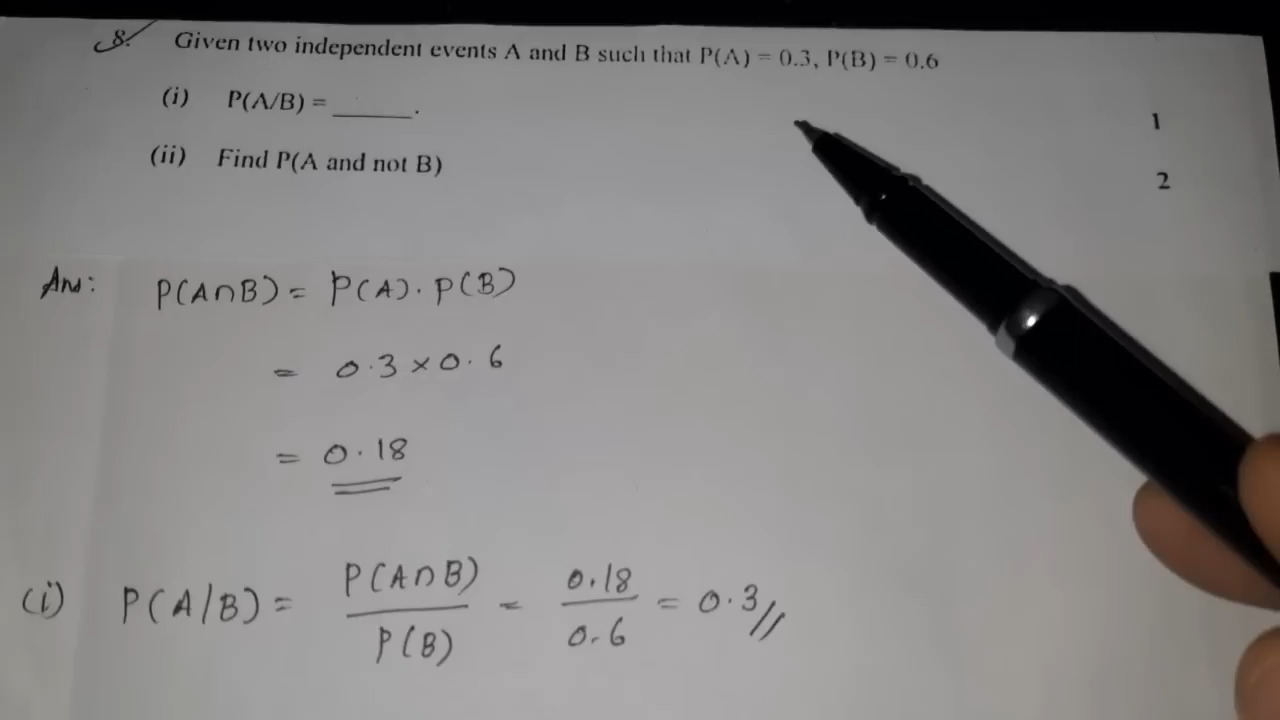 8. Given two independent events A and B such that P(A) = 0.3, P(B) = 0.6
(i) P(A/B) = ______. 1
(ii) Find P(A and not B) 2
Ans: P(A∩B) = P(A). P(B)
= 0.3 × 0.6
= 0.18
(i) P(A/B) = P(A∩B) / P(B) = 0.18 / 0.6 = 0.3//